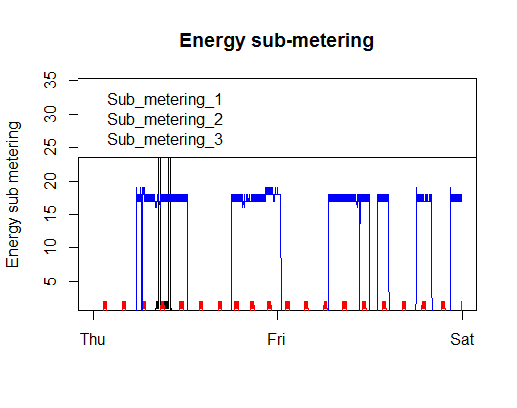 Energy sub-metering
Energy sub metering
35
30
25
20
15
10
5
Sub_metering_1
Sub_metering_2
Sub_metering_3
Thu
Fri
Sat